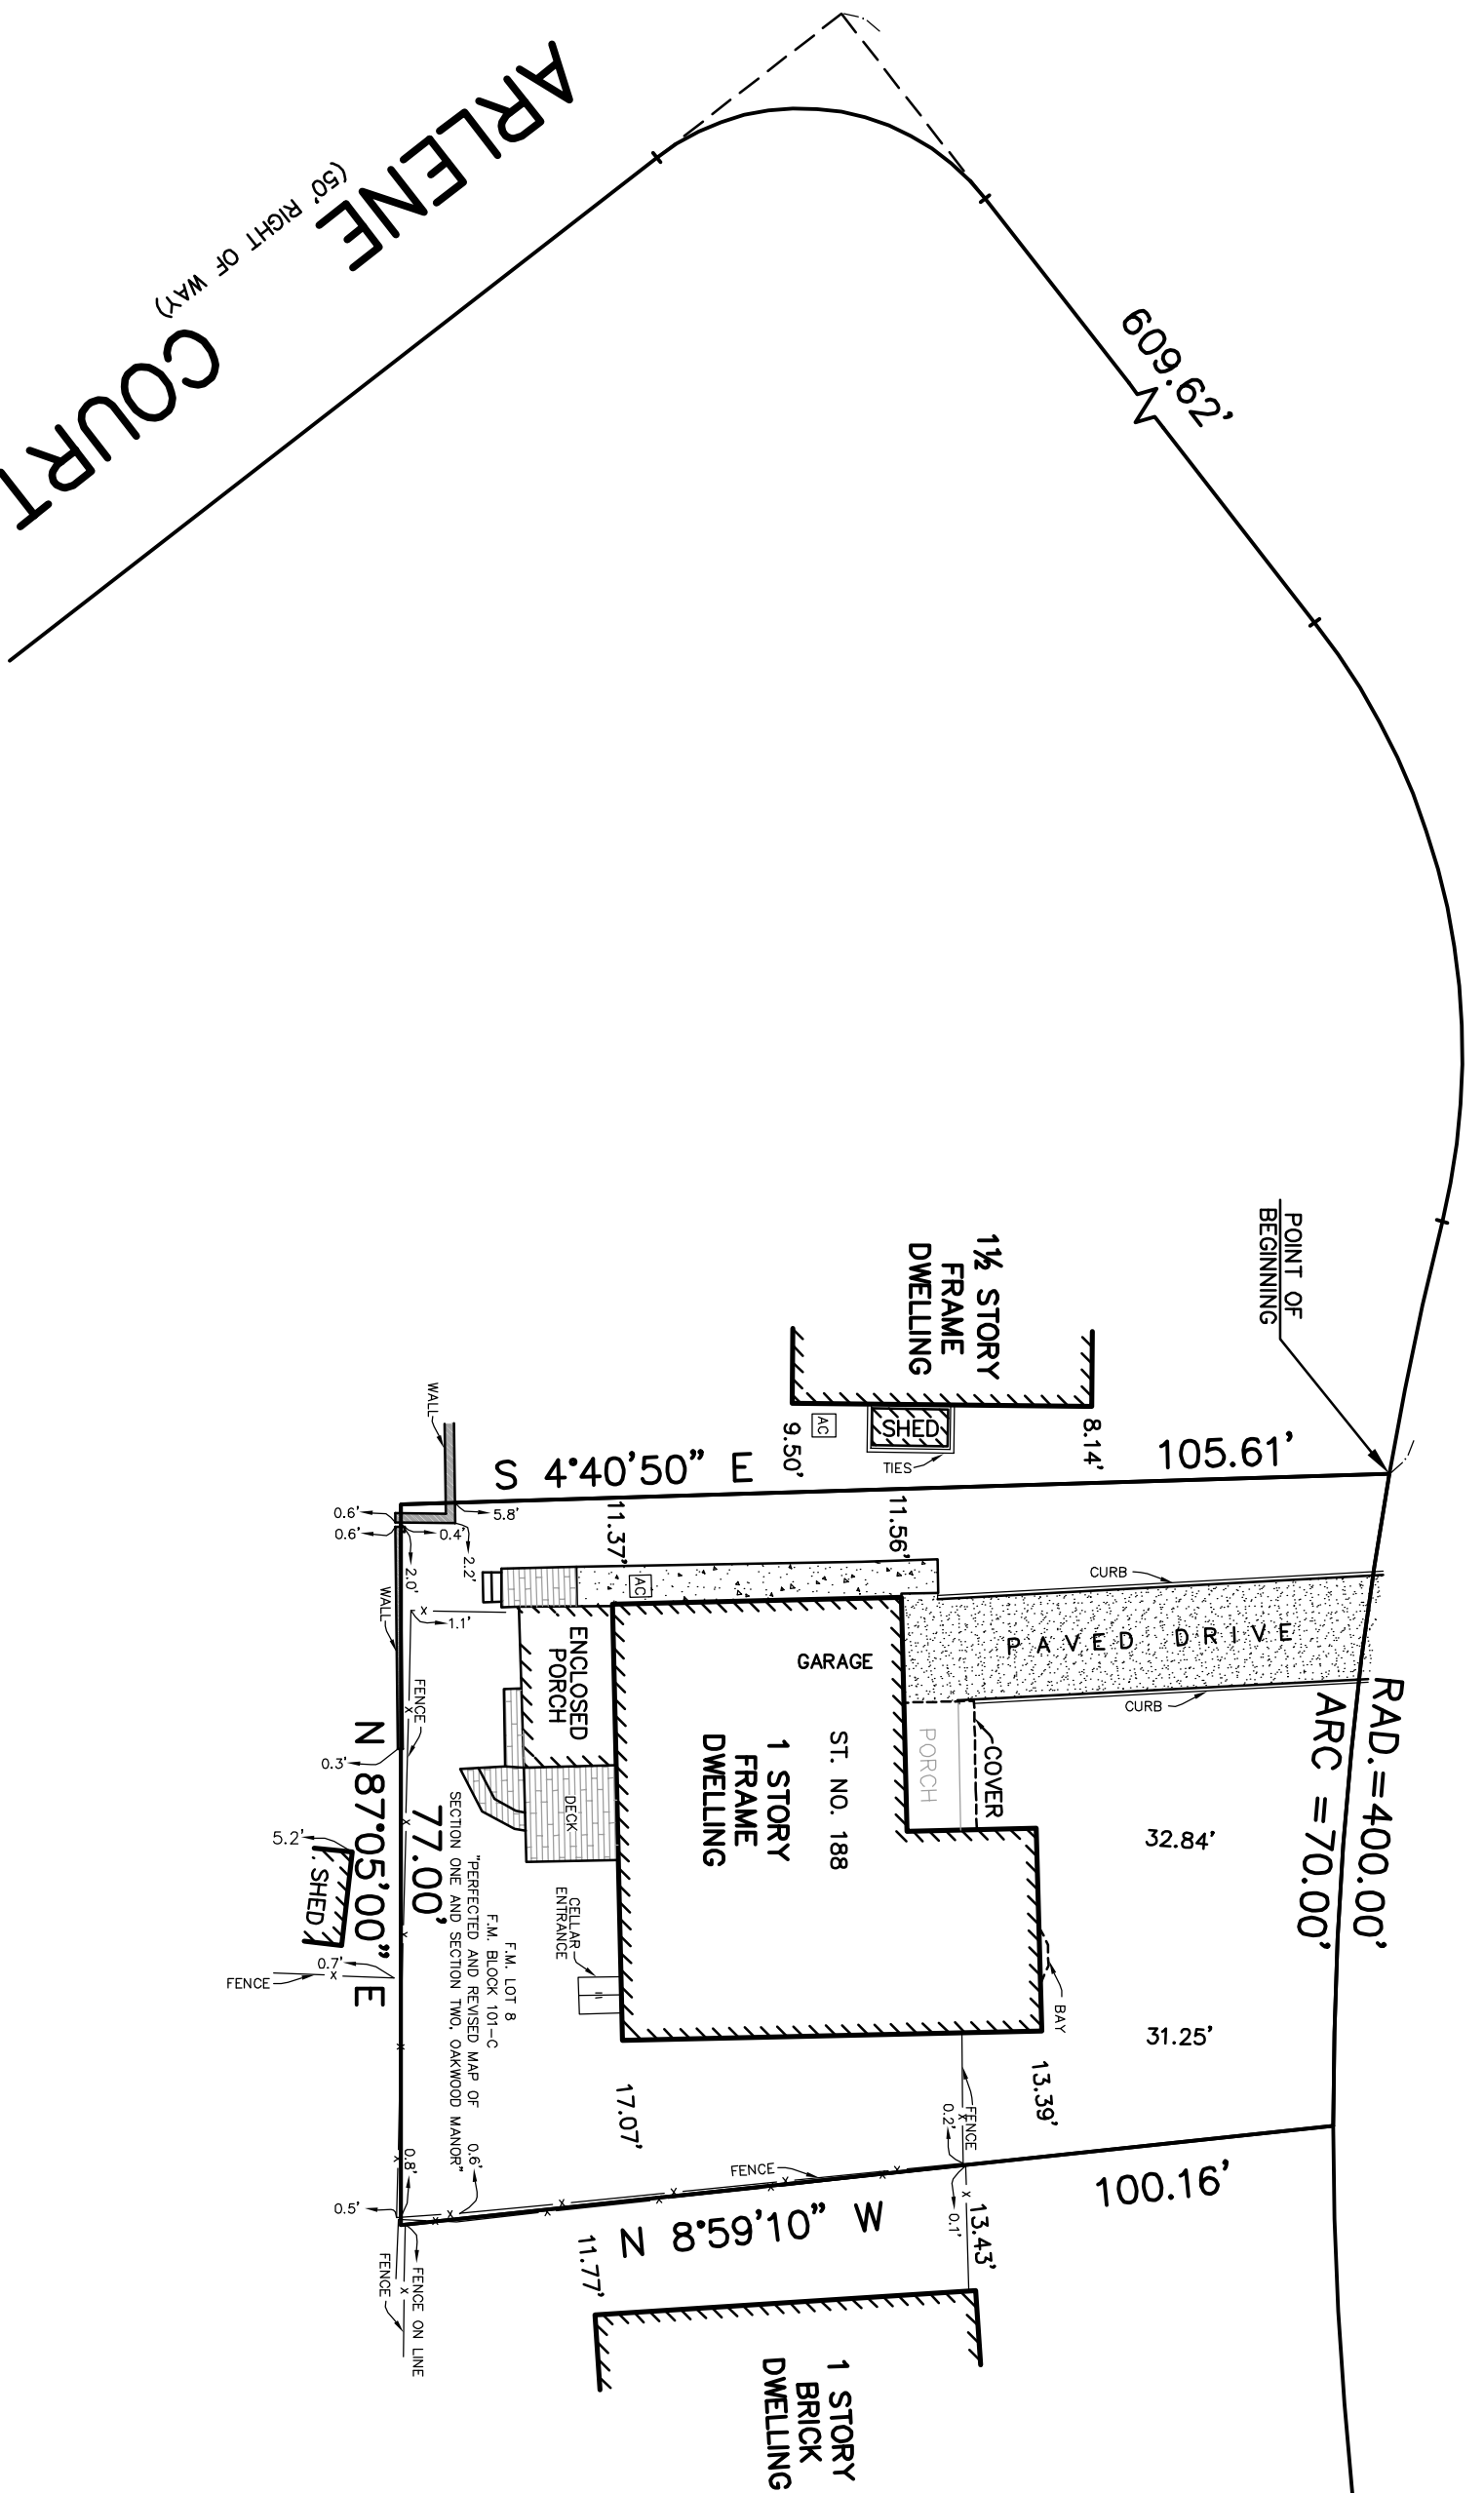 ARLENE COURT
(50' RIGHT OF WAY)
609.62'
POINT OF
BEGINNING
RAD.=400.00'
ARC =70.00'
105.61'
S 4°40'50" E
1½ STORY
FRAME
DWELLING
8.14'
SHED
TIES
AC
9.50'
WALL
5.8'
0.6'
0.6'
0.4'
2.2'
2.0'
WALL
11.56'
11.37'
AC
CURB
PAVED DRIVE
CURB
GARAGE
ST. NO. 188
1 STORY
FRAME
DWELLING
COVER
PORCH
ENCLOSED
PORCH
DECK
CELLAR
ENTRANCE
BAY
32.84'
31.25'
1.1'
FENCE
0.3'
N 87°05'00" E
77.00'
F.M. LOT 8
F.M. BLOCK 101-C
"PERFECTED AND REVISED MAP OF
SECTION ONE AND SECTION TWO, OAKWOOD MANOR"
5.2'
SHED
0.7'
FENCE
13.39'
17.07'
FENCE
0.2'
0.1'
FENCE
0.6'
0.8'
0.5'
FENCE
FENCE ON LINE
N 8°59'10" W
100.16'
13.43'
11.77'
1 STORY
BRICK
DWELLING